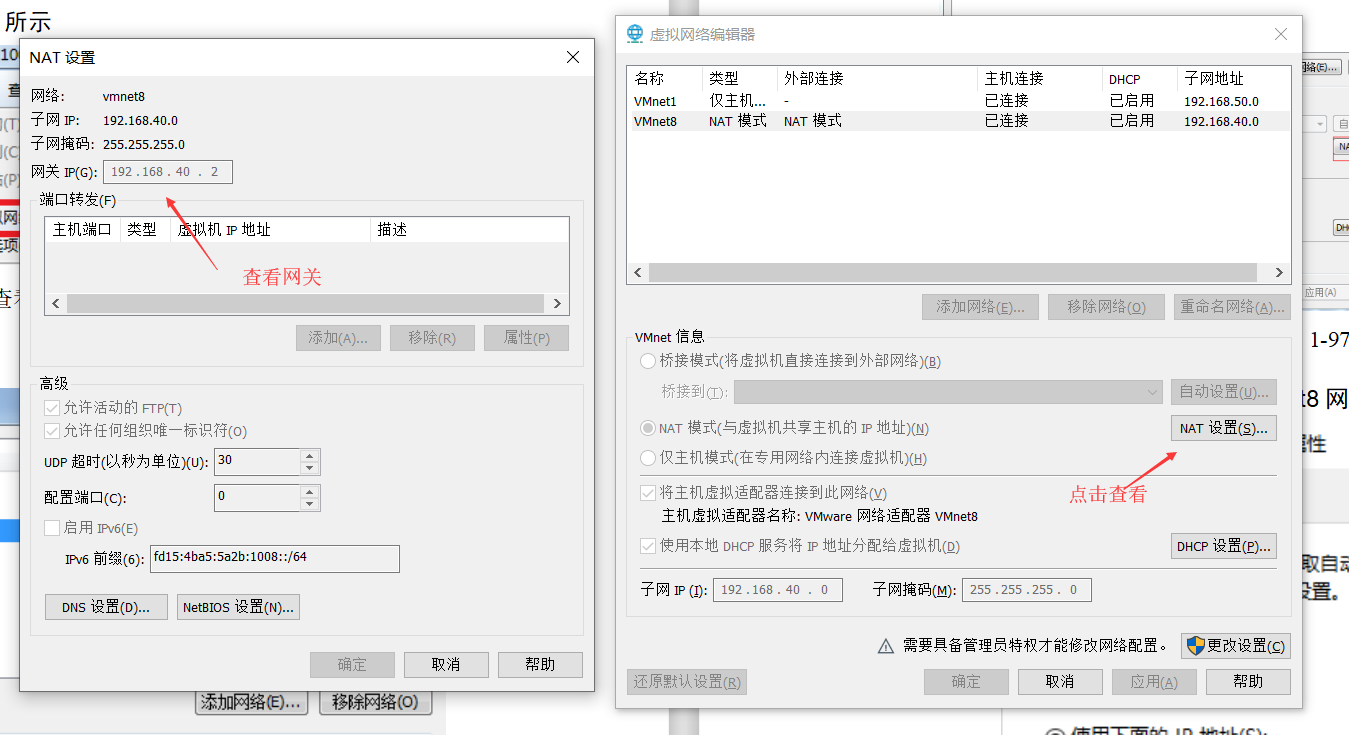 所示
NAT 设置
网络: vmnet8
子网 IP: 192.168.40.0
子网掩码: 255.255.255.0
网关 IP(G): 192 . 168 . 40 . 2
端口转发(F)
主机端口 类型 虚拟机 IP 地址 描述
查看网关
添加(A)... 移除(R) 属性(P)
高级
允许活动的 FTP(T)
允许任何组织唯一标识符(O)
UDP 超时(以秒为单位)(U): 30
配置端口(C): 0
启用 IPv6(E)
IPv6 前缀(6): fd15:4ba5:5a2b:1008::/64
DNS 设置(D)... NetBIOS 设置(N)...
确定 取消 帮助
添加网络(E)... 移除网络(O)
虚拟网络编辑器
名称 类型 外部连接 主机连接 DHCP 子网地址
VMnet1 仅主机... - 已连接 已启用 192.168.50.0
VMnet8 NAT 模式 NAT 模式 已连接 已启用 192.168.40.0
添加网络(E)... 移除网络(O) 重命名网络(A)...
VMnet 信息
桥接模式(将虚拟机直接连接到外部网络)(B)
桥接到(T): 自动设置(U)...
NAT 模式(与虚拟机共享主机的 IP 地址)(N) NAT 设置(S)...
仅主机模式(在专用网络内连接虚拟机)(H)
点击查看
将主机虚拟适配器连接到此网络(V)
主机虚拟适配器名称: VMware 网络适配器 VMnet8
使用本地 DHCP 服务将 IP 地址分配给虚拟机(D) DHCP 设置(P)...
子网 IP (I): 192 . 168 . 40 . 0 子网掩码(M): 255 . 255 . 255 . 0
需要具备管理员特权才能修改网络配置。 更改设置(C)
还原默认设置(R) 确定 取消 应用(A) 帮助
应用(A)
1-97
t8 网
属性
取自动
设置。
使用下面的 IP 地址(S):